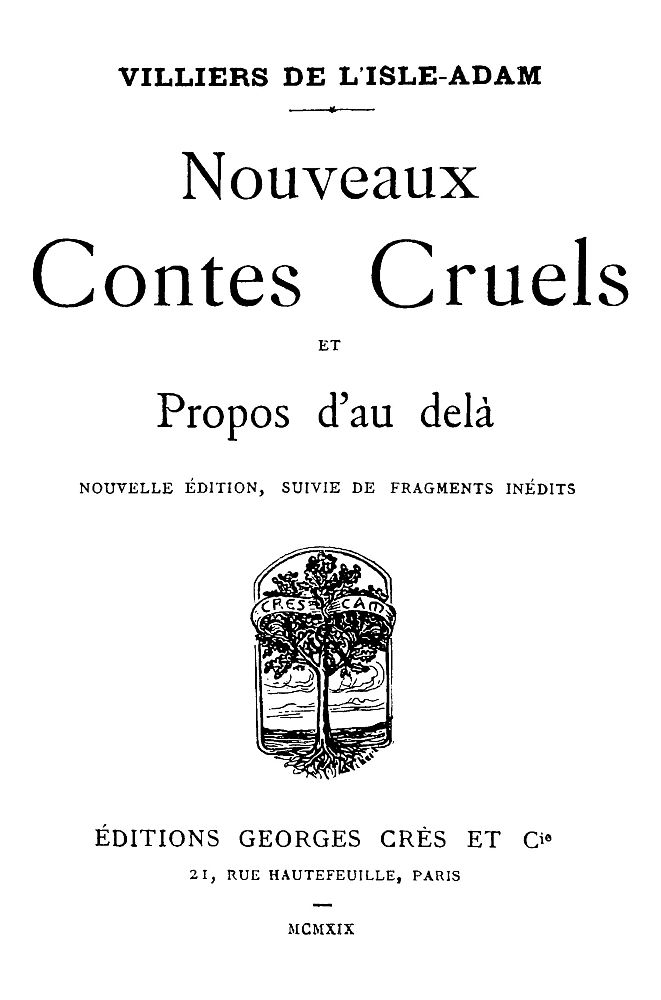 VILLIERS DE L'ISLE-ADAM
Nouveaux
Contes Cruels
ET
Propos d'au delà
NOUVELLE ÉDITION, SUIVIE DE FRAGMENTS INÉDITS
CRES CAM
ÉDITIONS GEORGES CRÈS ET Cie
21, RUE HAUTEFEUILLE, PARIS
MCMXIX